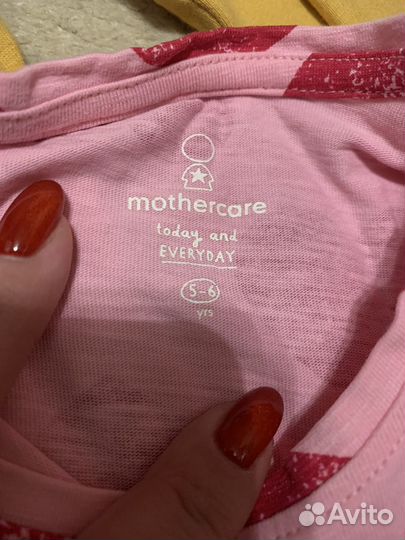 mothercare
today and
EVERYDAY
5-6
yrs
Avito